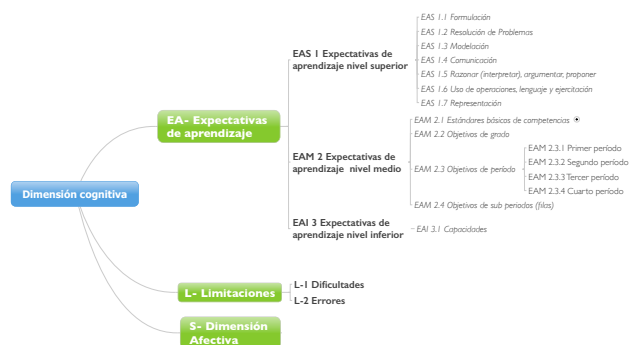 Dimensión cognitiva
EA- Expectativas
de aprendizaje
EAS 1 Expectativas de
aprendizaje nivel superior
EAS 1.1 Formulación
EAS 1.2 Resolución de Problemas
EAS 1.3 Modelación
EAS 1.4 Comunicación
EAS 1.5 Razonar (interpretar), argumentar, proponer
EAS 1.6 Uso de operaciones, lenguaje y ejercitación
EAS 1.7 Representación
EAM 2 Expectativas de
aprendizaje nivel medio
EAM 2.1 Estándares básicos de competencias
EAM 2.2 Objetivos de grado
EAM 2.3 Objetivos de período
EAM 2.3.1 Primer período
EAM 2.3.2 Segundo período
EAM 2.3.3 Tercer período
EAM 2.3.4 Cuarto período
EAM 2.4 Objetivos de sub periodos (filas)
EAI 3 Expectativas de
aprendizaje nivel inferior
EAI 3.1 Capacidades
L- Limitaciones
L-1 Dificultades
L-2 Errores
S- Dimensión
Afectiva